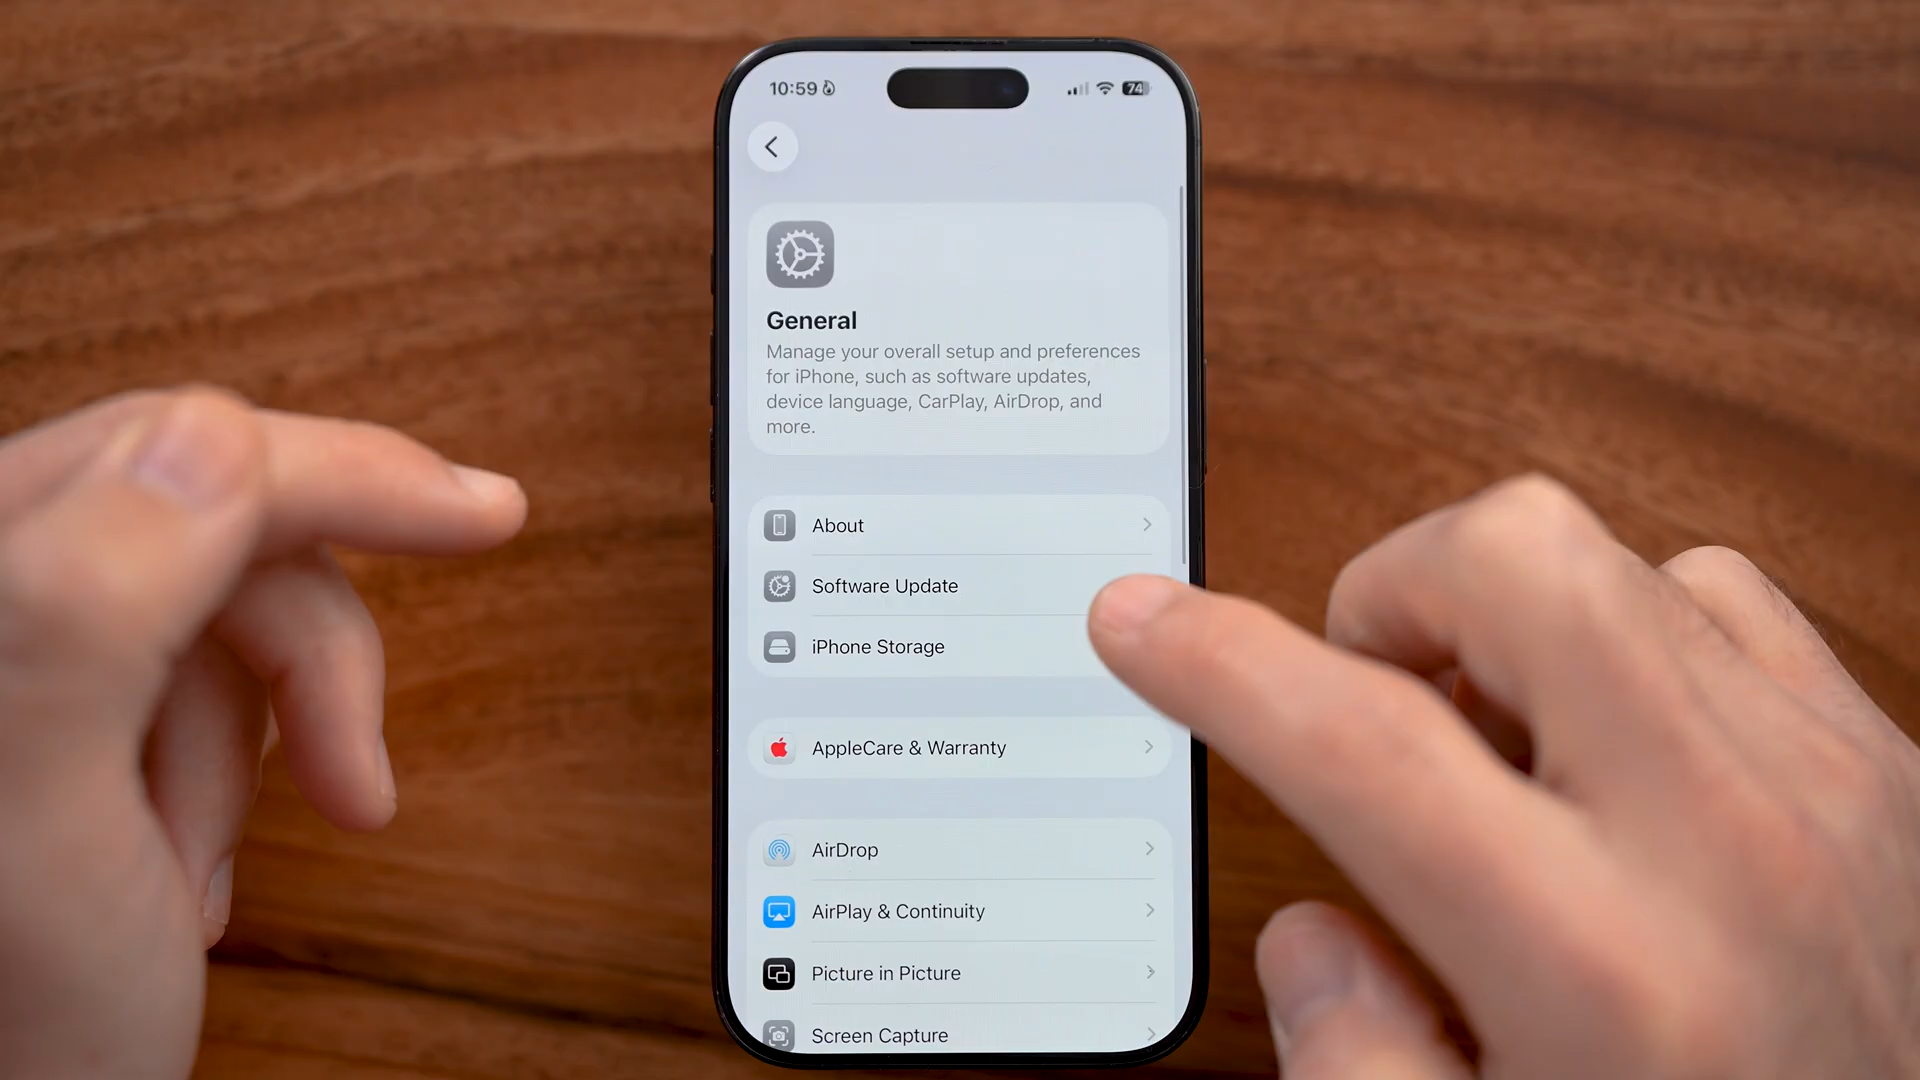 10:59
74
General
Manage your overall setup and preferences
for iPhone, such as software updates,
device language, CarPlay, AirDrop, and
more.
About
Software Update
iPhone Storage
AppleCare & Warranty
AirDrop
AirPlay & Continuity
Picture in Picture
Screen Capture